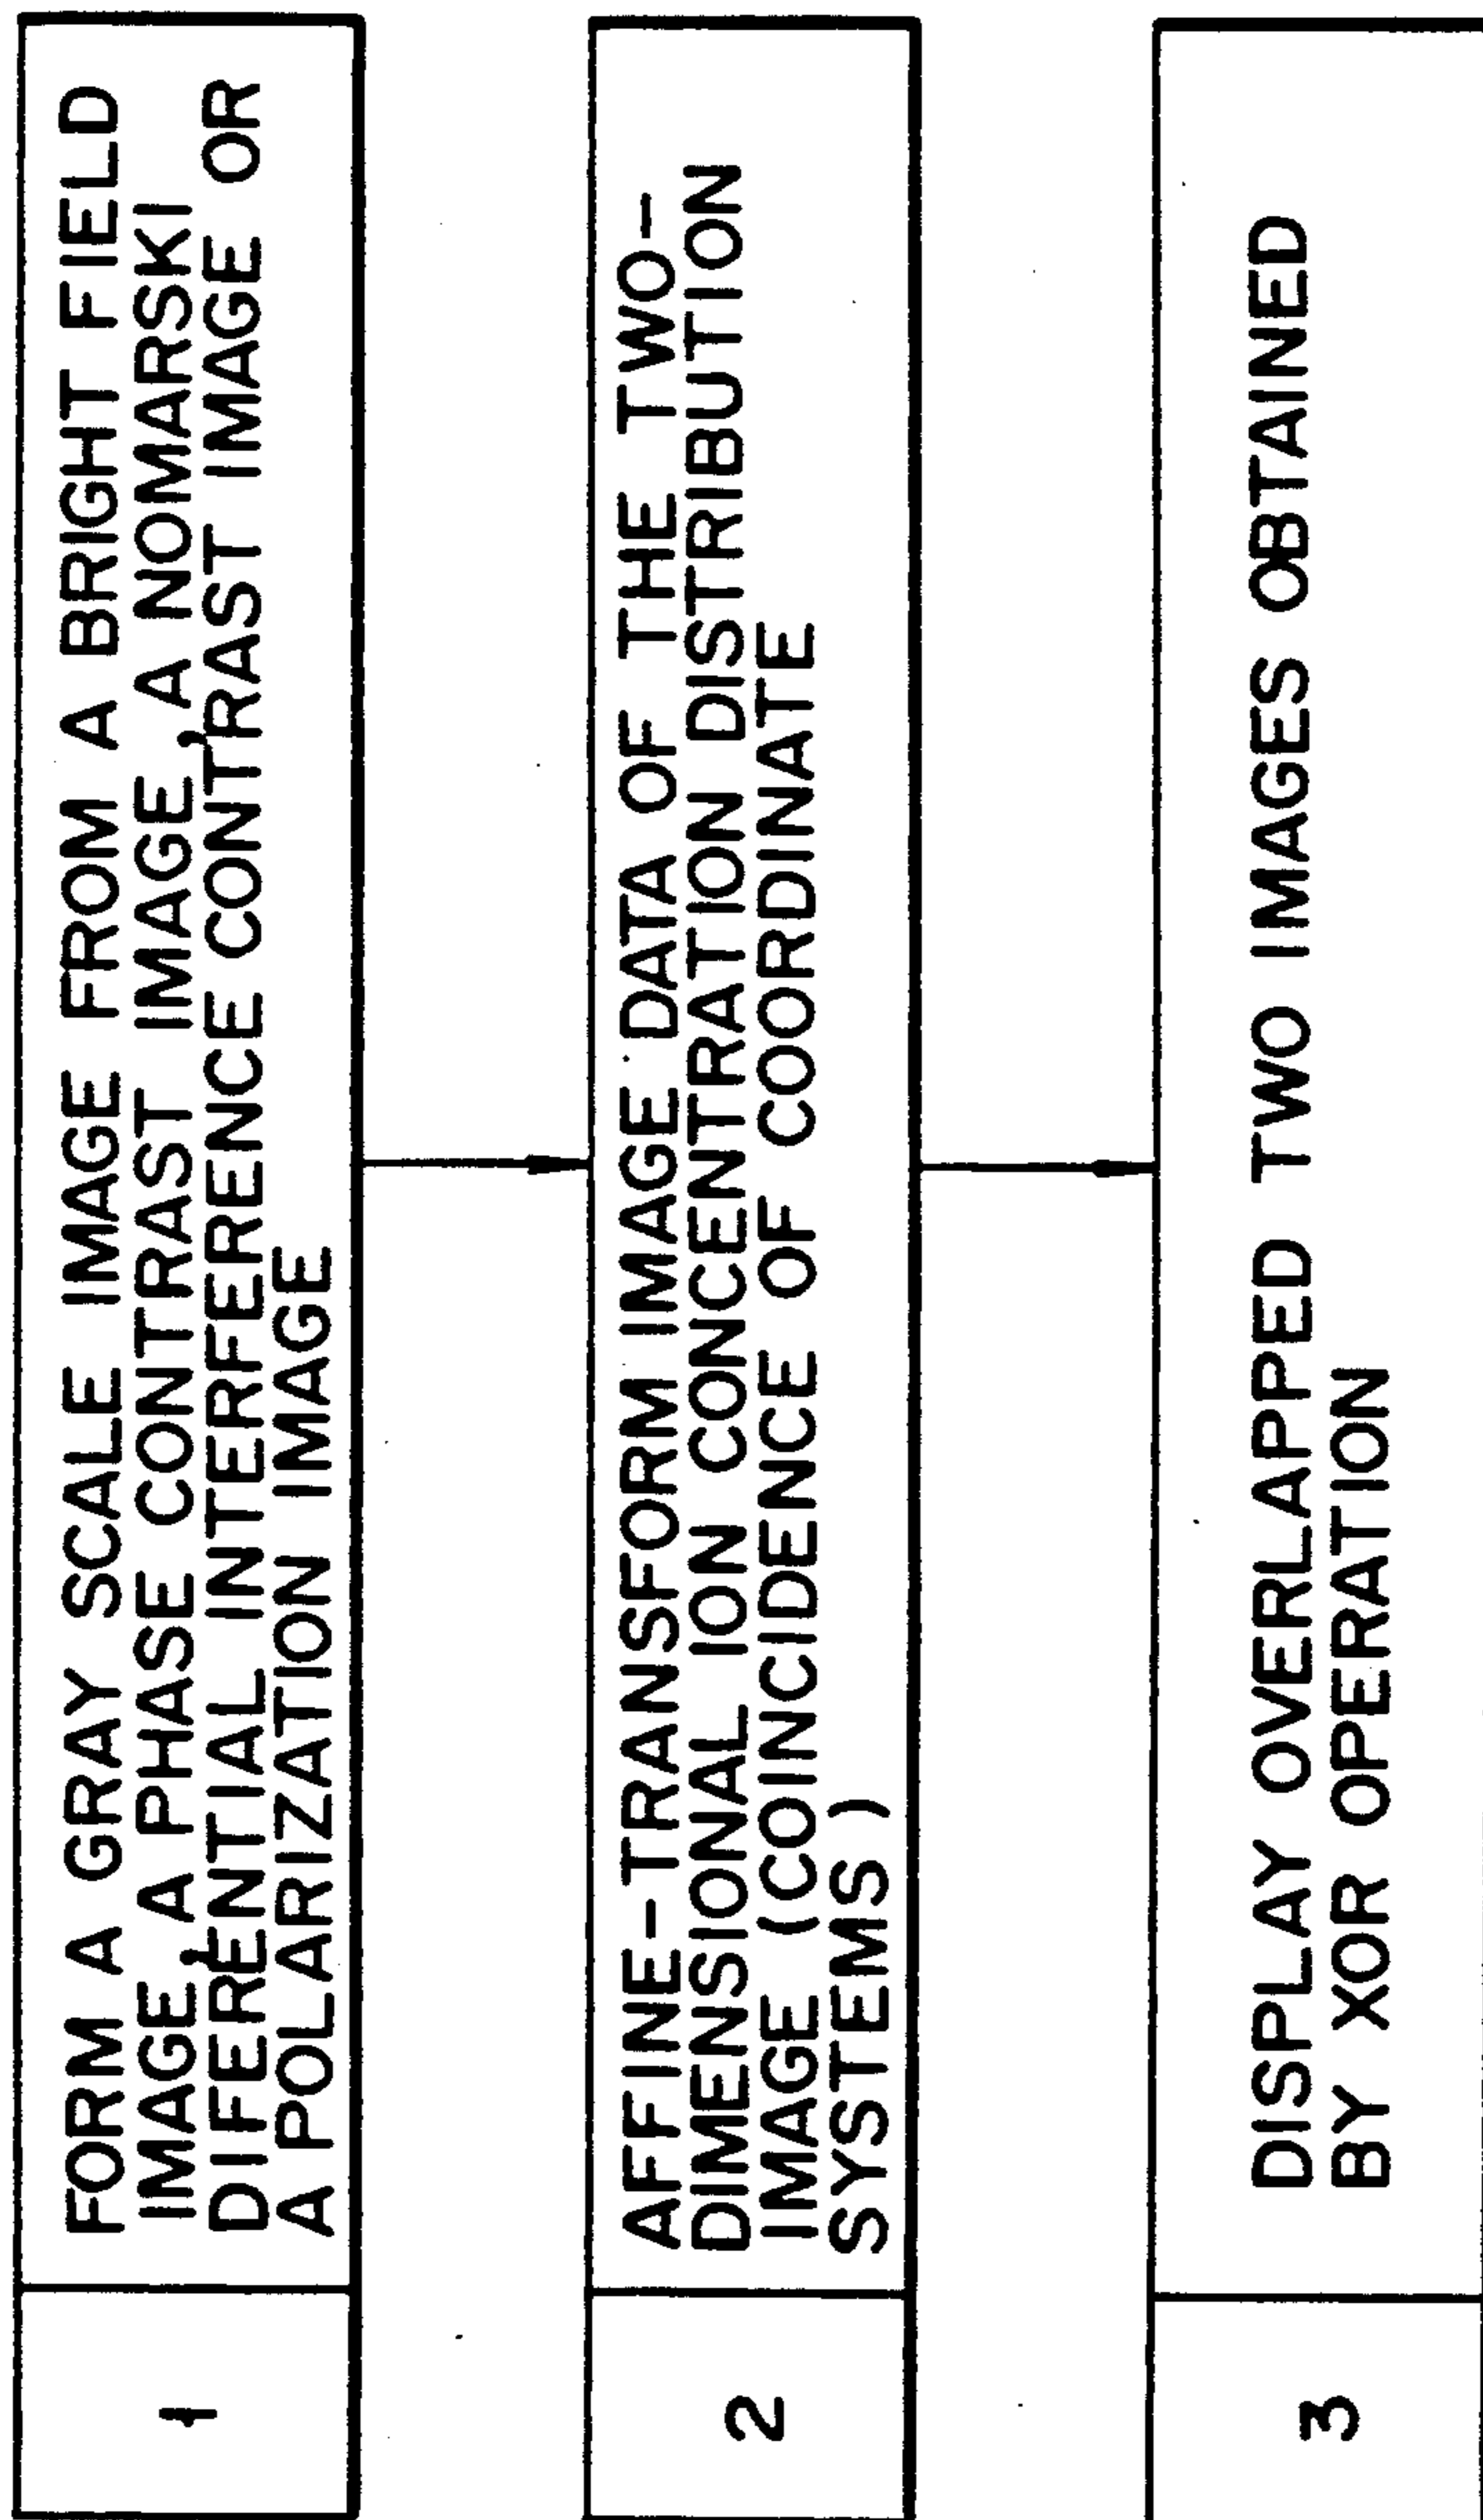 1
FORM A GRAY SCALE IMAGE FROM A BRIGHT FIELD
IMAGE, A PHASE CONTRAST IMAGE, A NOMARSKI
DIFERENTIAL INTERFERENCE CONTRAST IMAGE OR
A POLARIZATION IMAGE
2
AFFINE-TRANSFORM IMAGE DATA OF THE TWO-
DIMENSIONAL ION CONCENTRATION DISTRIBUTION
IMAGE (COINCIDENCE OF COORDINATE
SYSTEMS)
3
DISPLAY OVERLAPPED TWO IMAGES OBTAINED
BY XOR OPERATION